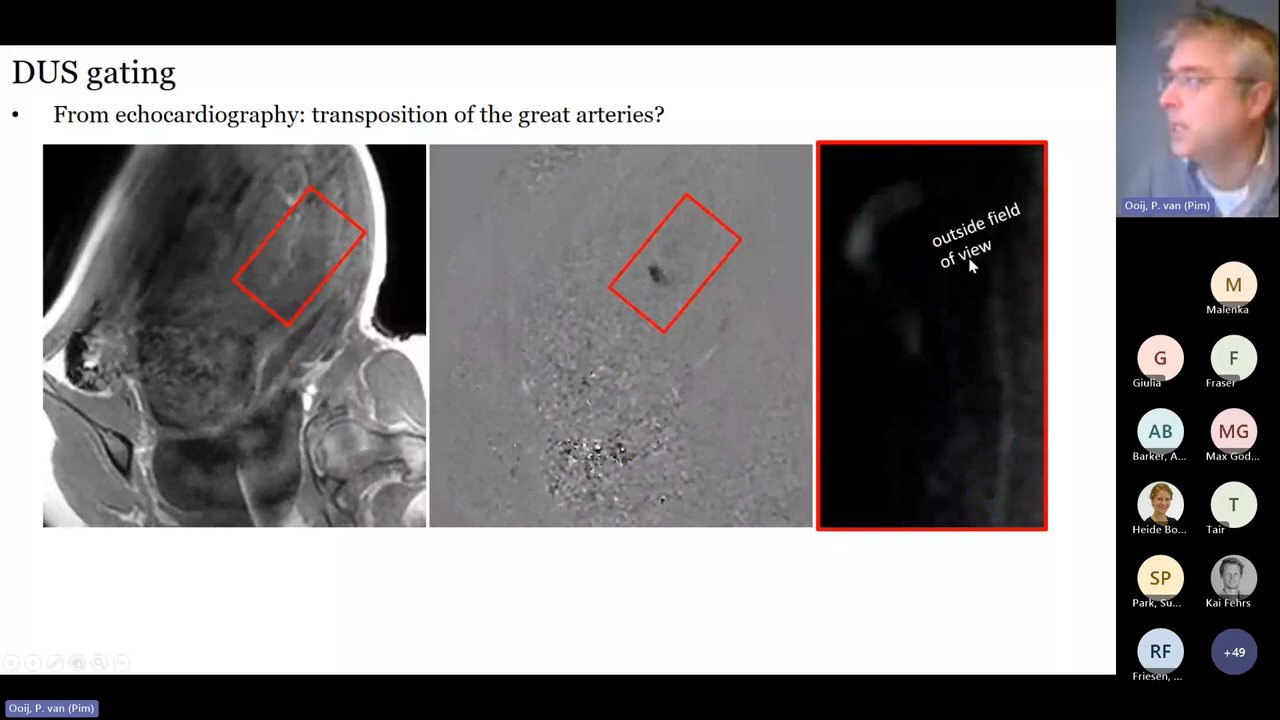 DUS gating
• From echocardiography: transposition of the great arteries?
outside field
of view
Ooij, P. van (Pim)
M
Malenka
G
Giulia
F
Fraser
AB
Barker, A...
MG
Max God...
Heide Bo...
T
Tair
SP
Park, Su...
Kai Fehrs
RF
Friesen, ...
+49
Ooij, P. van (Pim)